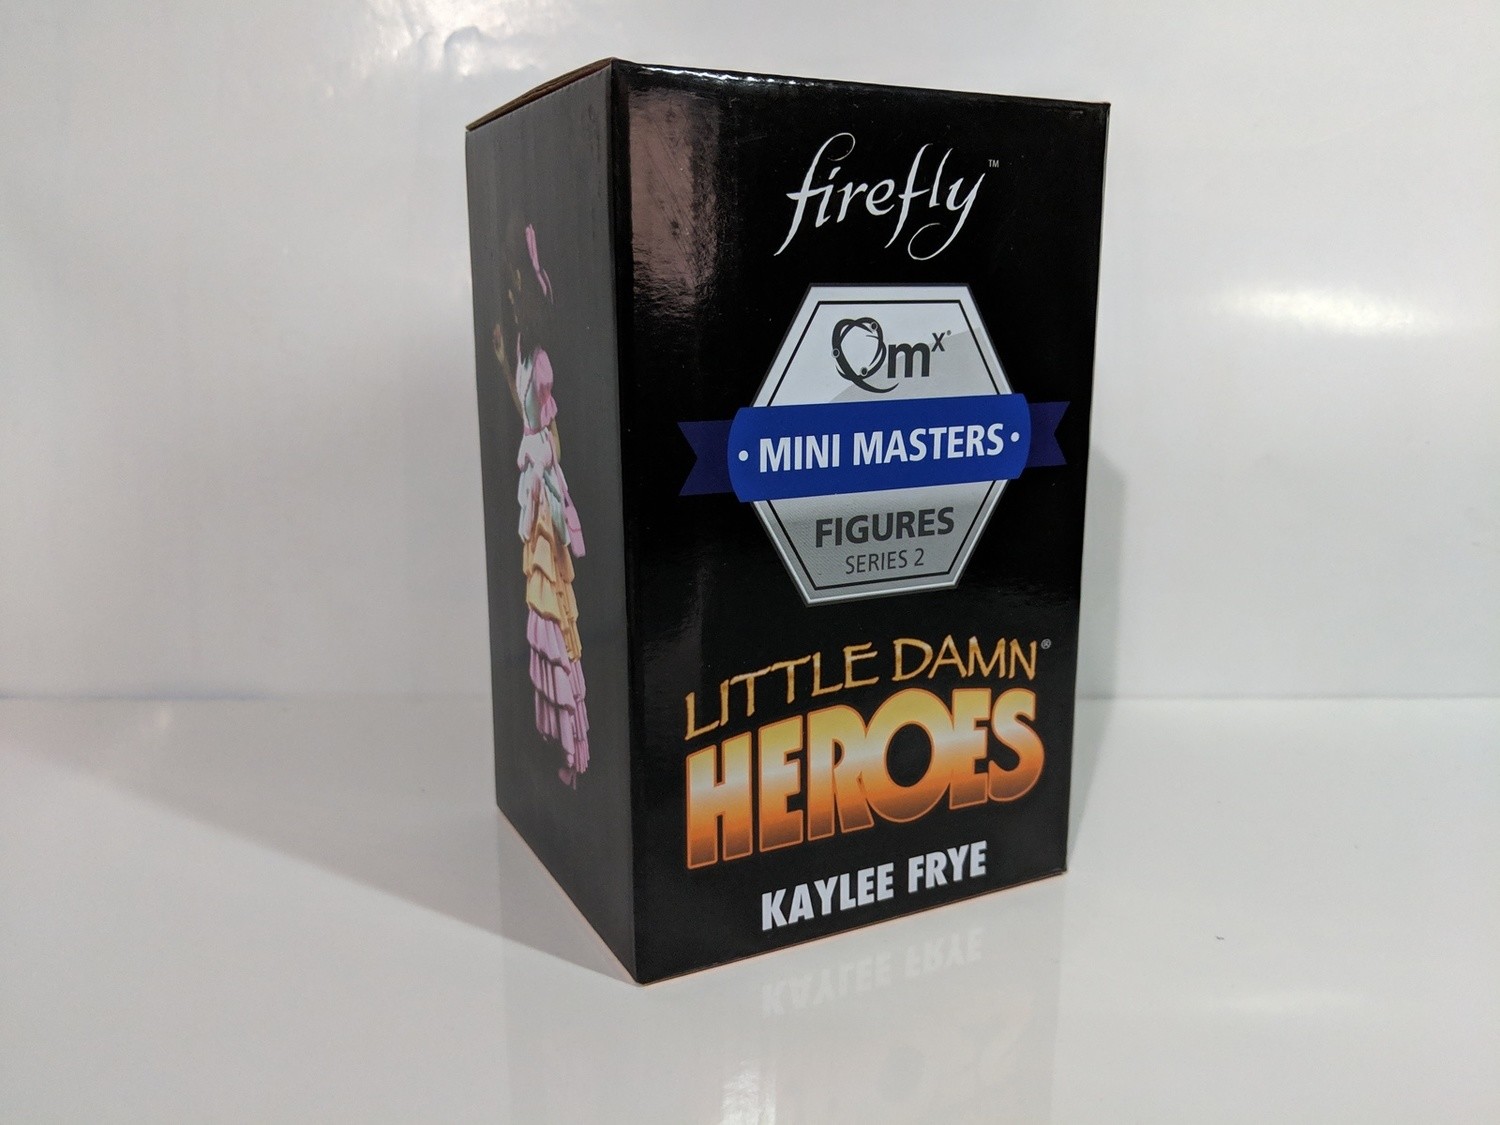 firefly™
Qmx®
• MINI MASTERS •
FIGURES
SERIES 2
LITTLE DAMN®
HEROES
KAYLEE FRYE